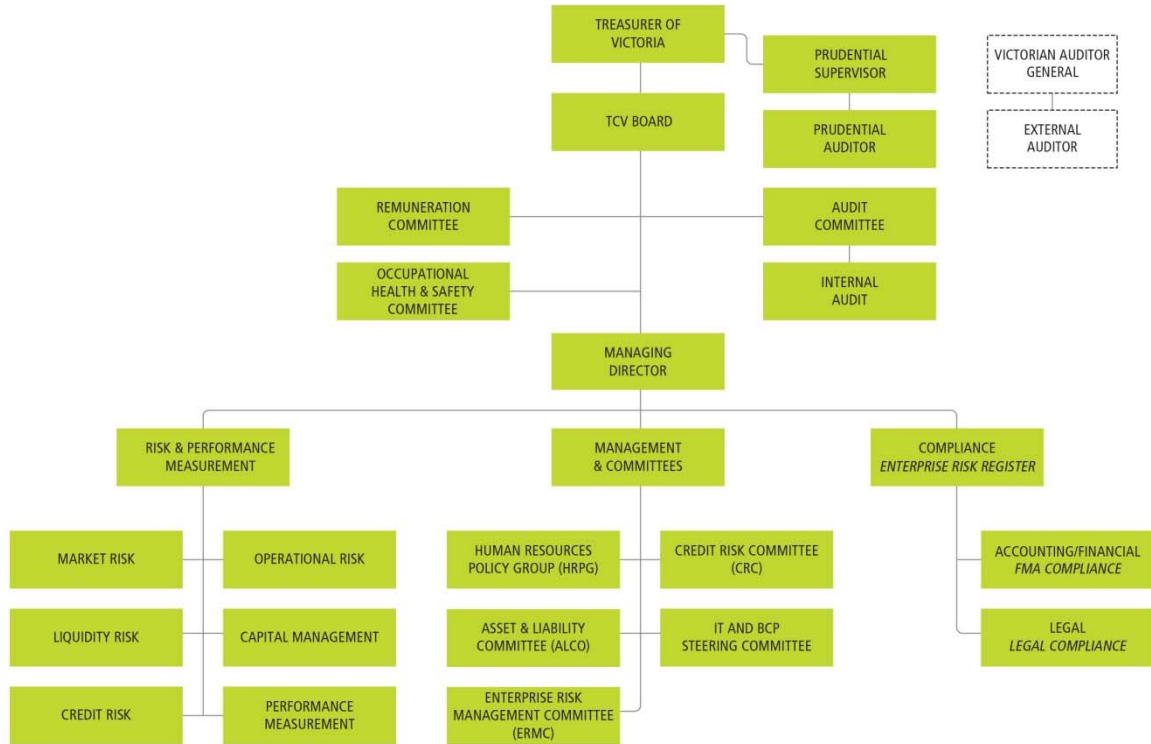 TREASURER OF
VICTORIA
PRUDENTIAL
SUPERVISOR
VICTORIAN AUDITOR
GENERAL
TCV BOARD
PRUDENTIAL
AUDITOR
EXTERNAL
AUDITOR
REMUNERATION
COMMITTEE
AUDIT
COMMITTEE
OCCUPATIONAL
HEALTH & SAFETY
COMMITTEE
INTERNAL
AUDIT
MANAGING
DIRECTOR
RISK & PERFORMANCE
MEASUREMENT
MANAGEMENT
& COMMITTEES
COMPLIANCE
ENTERPRISE RISK REGISTER
MARKET RISK
OPERATIONAL RISK
HUMAN RESOURCES
POLICY GROUP (HRPG)
CREDIT RISK COMMITTEE
(CRC)
ACCOUNTING/FINANCIAL
FMA COMPLIANCE
LIQUIDITY RISK
CAPITAL MANAGEMENT
ASSET & LIABILITY
COMMITTEE (ALCO)
IT AND BCP
STEERING COMMITTEE
LEGAL
LEGAL COMPLIANCE
CREDIT RISK
PERFORMANCE
MEASUREMENT
ENTERPRISE RISK
MANAGEMENT COMMITTEE
(ERMC)